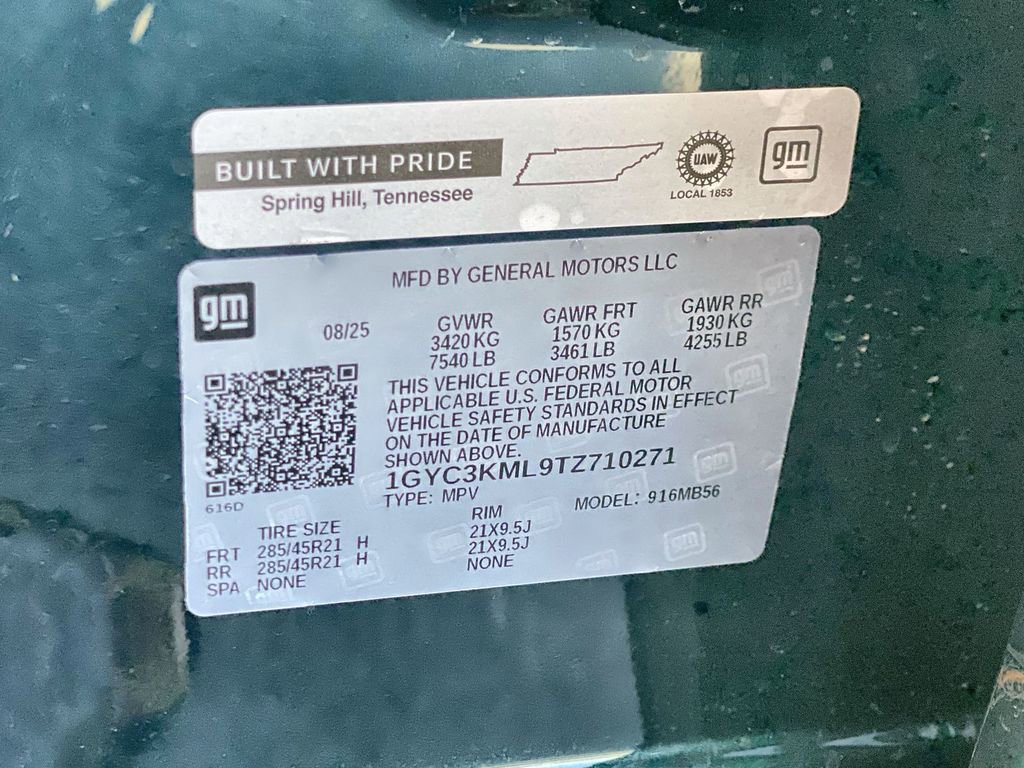 BUILT WITH PRIDE
Spring Hill, Tennessee
UAW
LOCAL 1853
gm
MFD BY GENERAL MOTORS LLC
gm
08/25
GVWR
3420 KG
7540 LB
GAWR FRT
1570 KG
3461 LB
GAWR RR
1930 KG
4255 LB
THIS VEHICLE CONFORMS TO ALL
APPLICABLE U.S. FEDERAL MOTOR
VEHICLE SAFETY STANDARDS IN EFFECT
ON THE DATE OF MANUFACTURE
SHOWN ABOVE.
1GYC3KML9TZ710271
TYPE: MPV MODEL: 916MB56
616D
TIRE SIZE RIM
FRT 285/45R21 H 21X9.5J
RR 285/45R21 H 21X9.5J
SPA NONE NONE